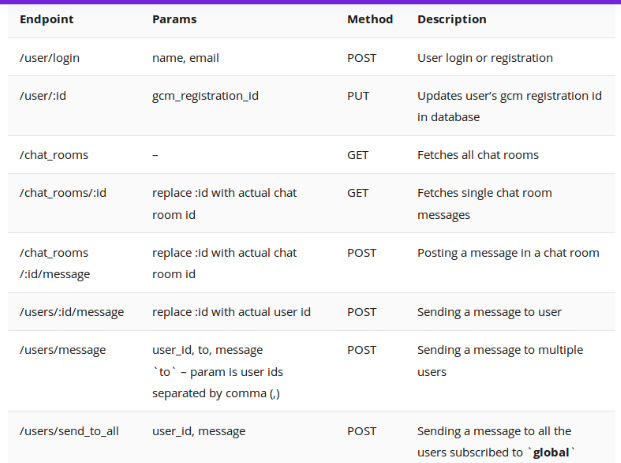 Endpoint Params Method Description
/user/login name, email POST User login or registration
/user/:id gcm_registration_id PUT Updates user's gcm registration id
in database
/chat_rooms – GET Fetches all chat rooms
/chat_rooms/:id replace :id with actual chat GET Fetches single chat room
room id messages
/chat_rooms replace :id with actual chat POST Posting a message in a chat room
/:id/message room id
/users/:id/message replace :id with actual user id POST Sending a message to user
/users/message user_id, to, message POST Sending a message to multiple
`to` – param is user ids users
separated by comma (,)
/users/send_to_all user_id, message POST Sending a message to all the
users subscribed to `global`